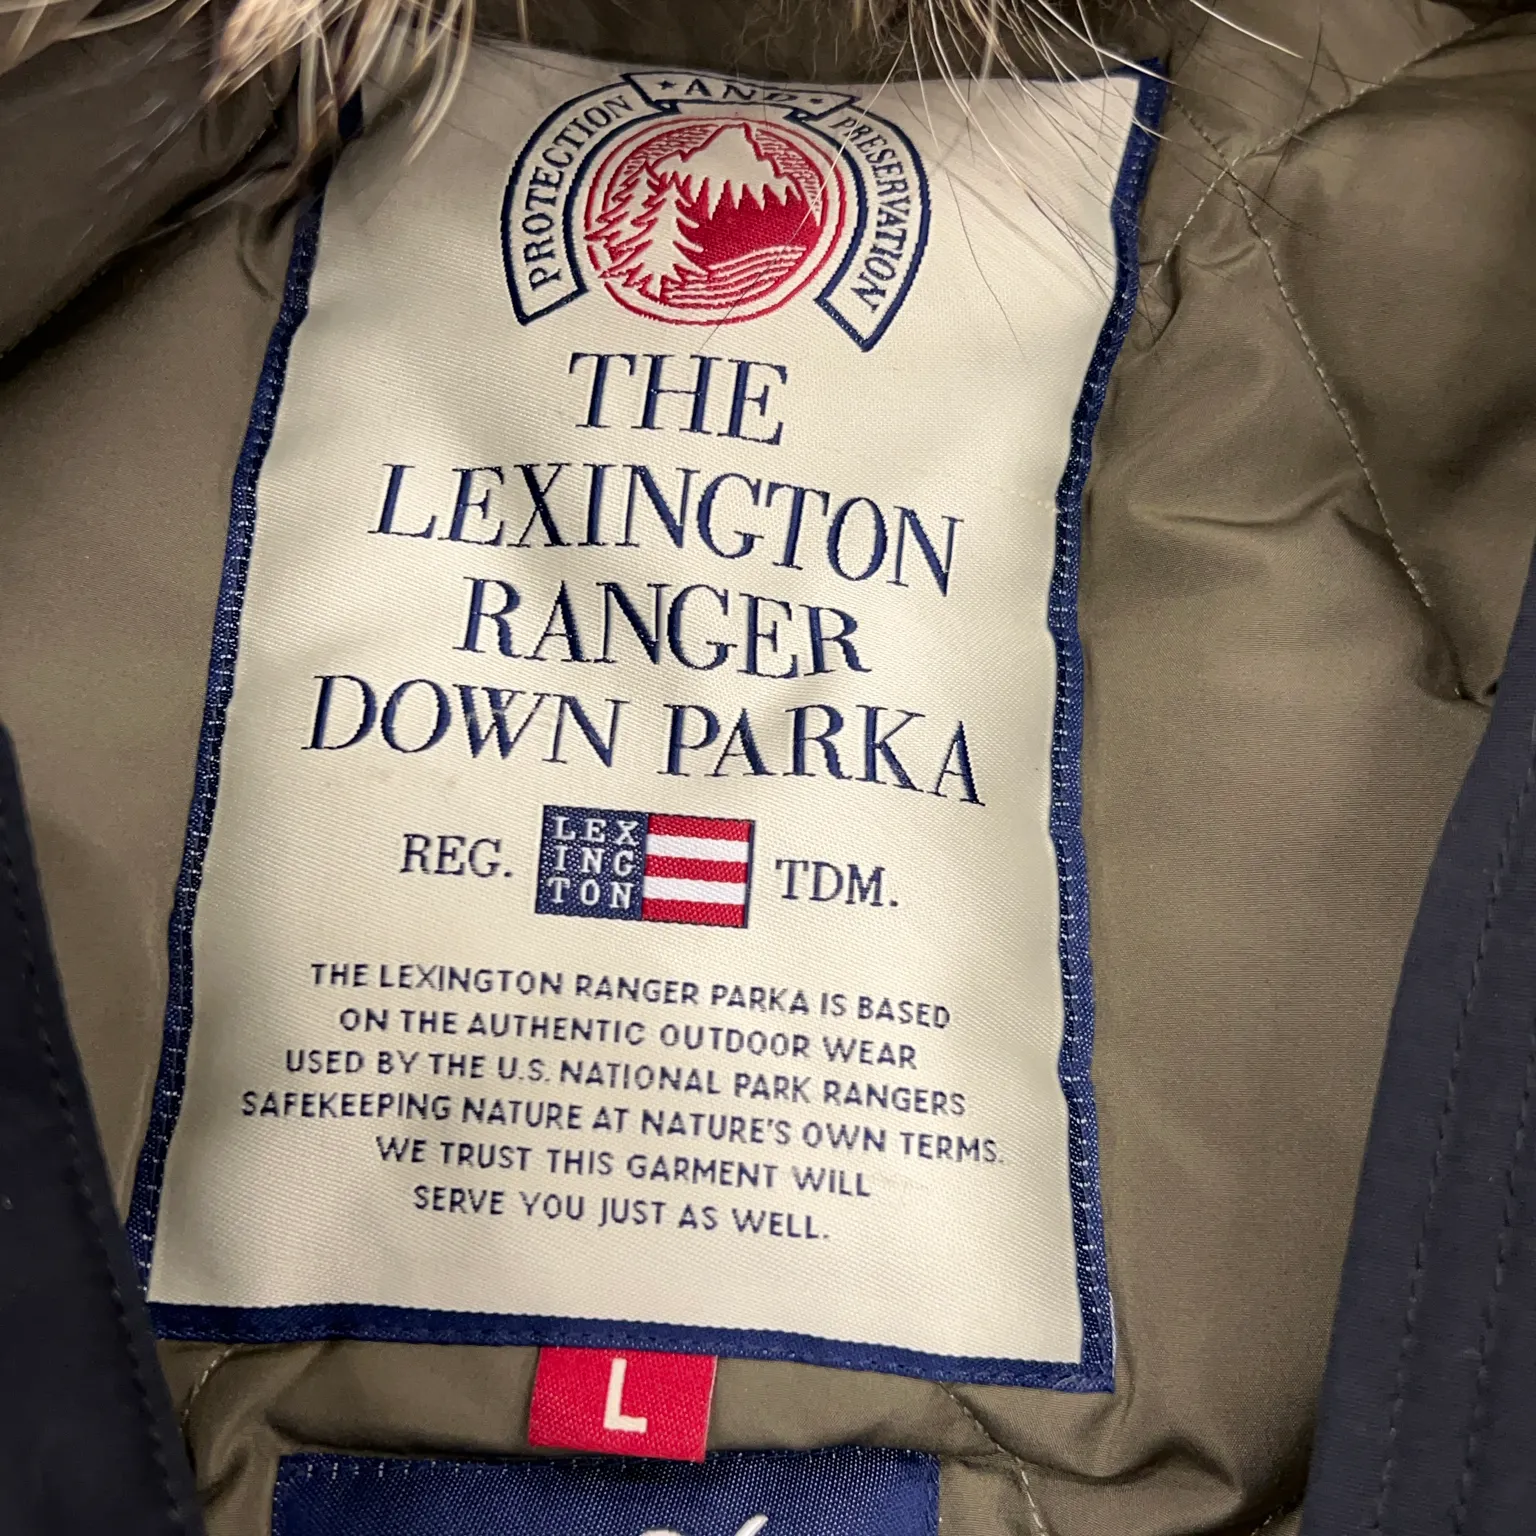 PROTECTION ★ AND ★ PRESERVATION
THE
LEXINGTON
RANGER
DOWN PARKA
REG. LEX TDM.
ING
TON
THE LEXINGTON RANGER PARKA IS BASED
ON THE AUTHENTIC OUTDOOR WEAR
USED BY THE U.S. NATIONAL PARK RANGERS
SAFEKEEPING NATURE AT NATURE'S OWN TERMS.
WE TRUST THIS GARMENT WILL
SERVE YOU JUST AS WELL.
L